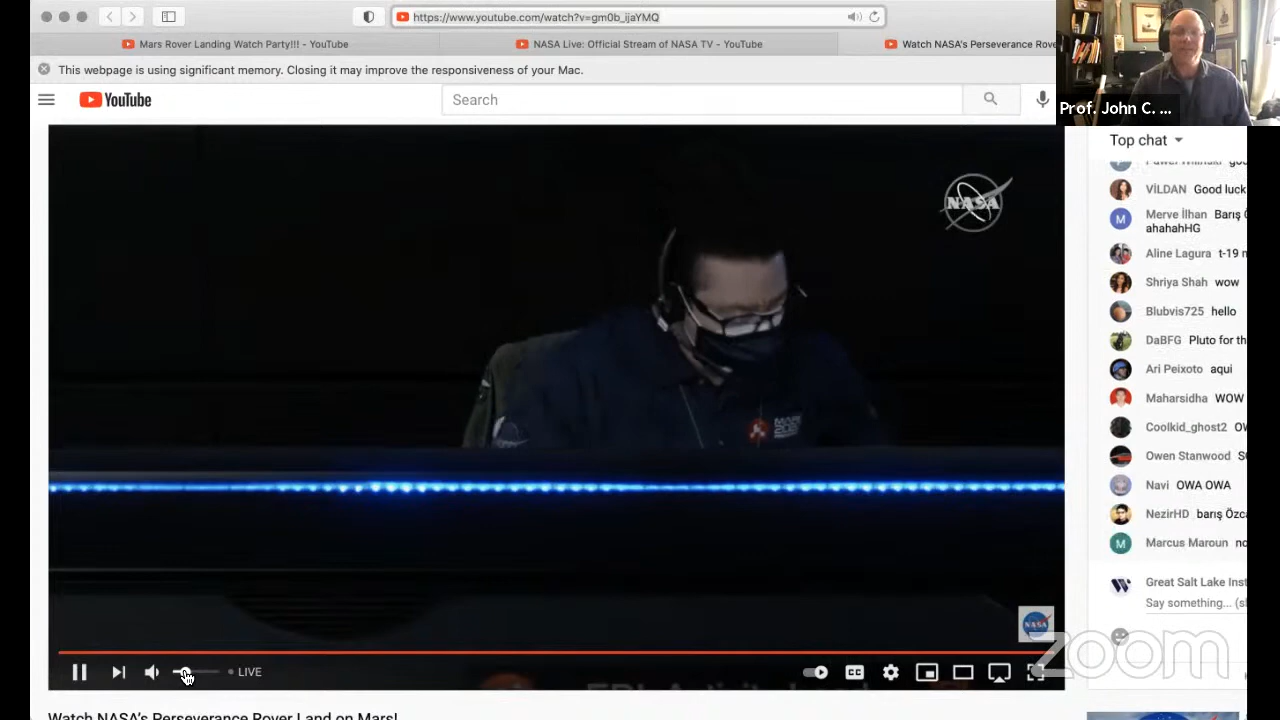 https://www.youtube.com/watch?v=gm0b_ijaYMQ
Mars Rover Landing Watch Party!!! - YouTube
NASA Live: Official Stream of NASA TV - YouTube
Watch NASA's Perseverance Rove
This webpage is using significant memory. Closing it may improve the responsiveness of your Mac.
YouTube
Search
Prof. John C. ...
Top chat
NASA
VİLDAN Good luck
Merve İlhan Barış
ahahahHG
Aline Lagura t-19
Shriya Shah wow
Blubvis725 hello
DaBFG Pluto for th
Ari Peixoto aqui
Maharsidha WOW
Coolkid_ghost2
Owen Stanwood
Navi OWA OWA
NezirHD barış Özca
Marcus Maroun no
Great Salt Lake Inst
Say something...
NASA
zoom
LIVE
CC
Watch NASA's Perseverance Rover Land on Mars!